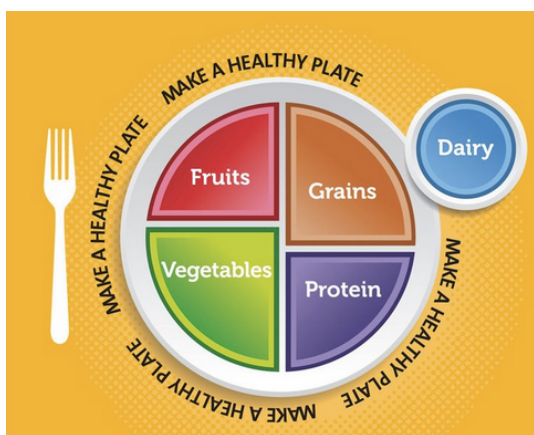 MAKE A HEALTHY PLATE
MAKE A HEALTHY PLATE
Dairy
Fruits
Grains
Vegetables
Protein
MAKE A HEALTHY PLATE
MAKE A HEALTHY PLATE